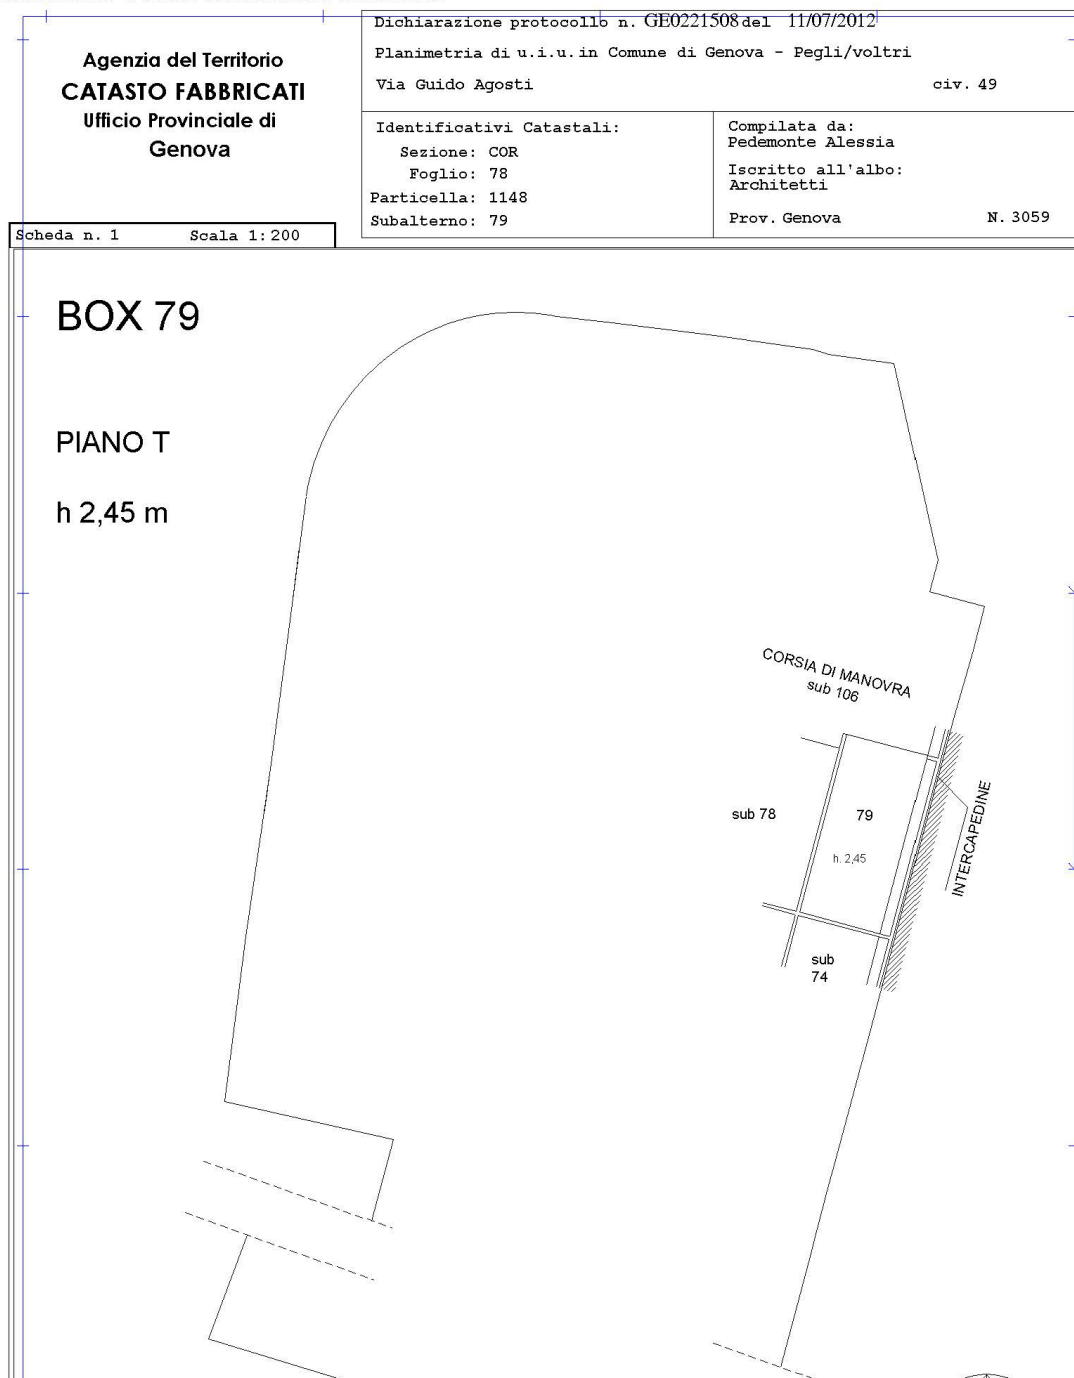 Agenzia del Territorio
CATASTO FABBRICATI
Ufficio Provinciale di
Genova
Dichiarazione protocollo n. GE0221508 del 11/07/2012
Planimetria di u.i.u. in Comune di Genova - Pegli/voltri
Via Guido Agosti civ. 49
Identificativi Catastali:
Sezione: COR
Foglio: 78
Particella: 1148
Subalterno: 79
Compilata da:
Pedemonte Alessia
Iscritto all'albo:
Architetti
Prov. Genova N. 3059
Scheda n. 1 Scala 1:200
BOX 79
PIANO T
h 2,45 m
CORSIA DI MANOVRA
sub 106
sub 78
79
h. 2,45
INTERCAPEDINE
sub
74